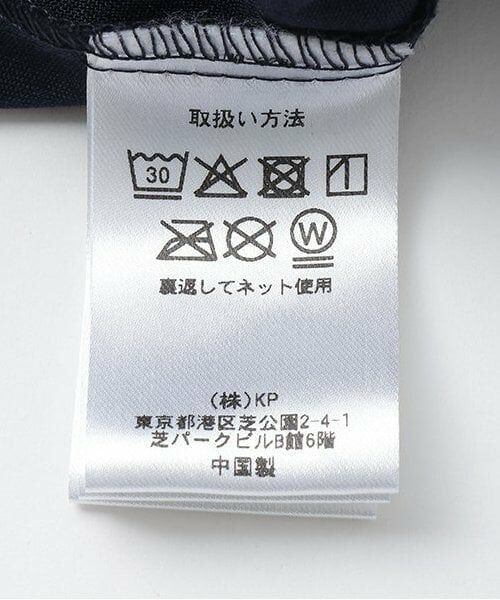 取扱い方法
30
W
裏返してネット使用
(株)KP
東京都港区芝公園2-4-1
芝パークビルB館6階
中国製